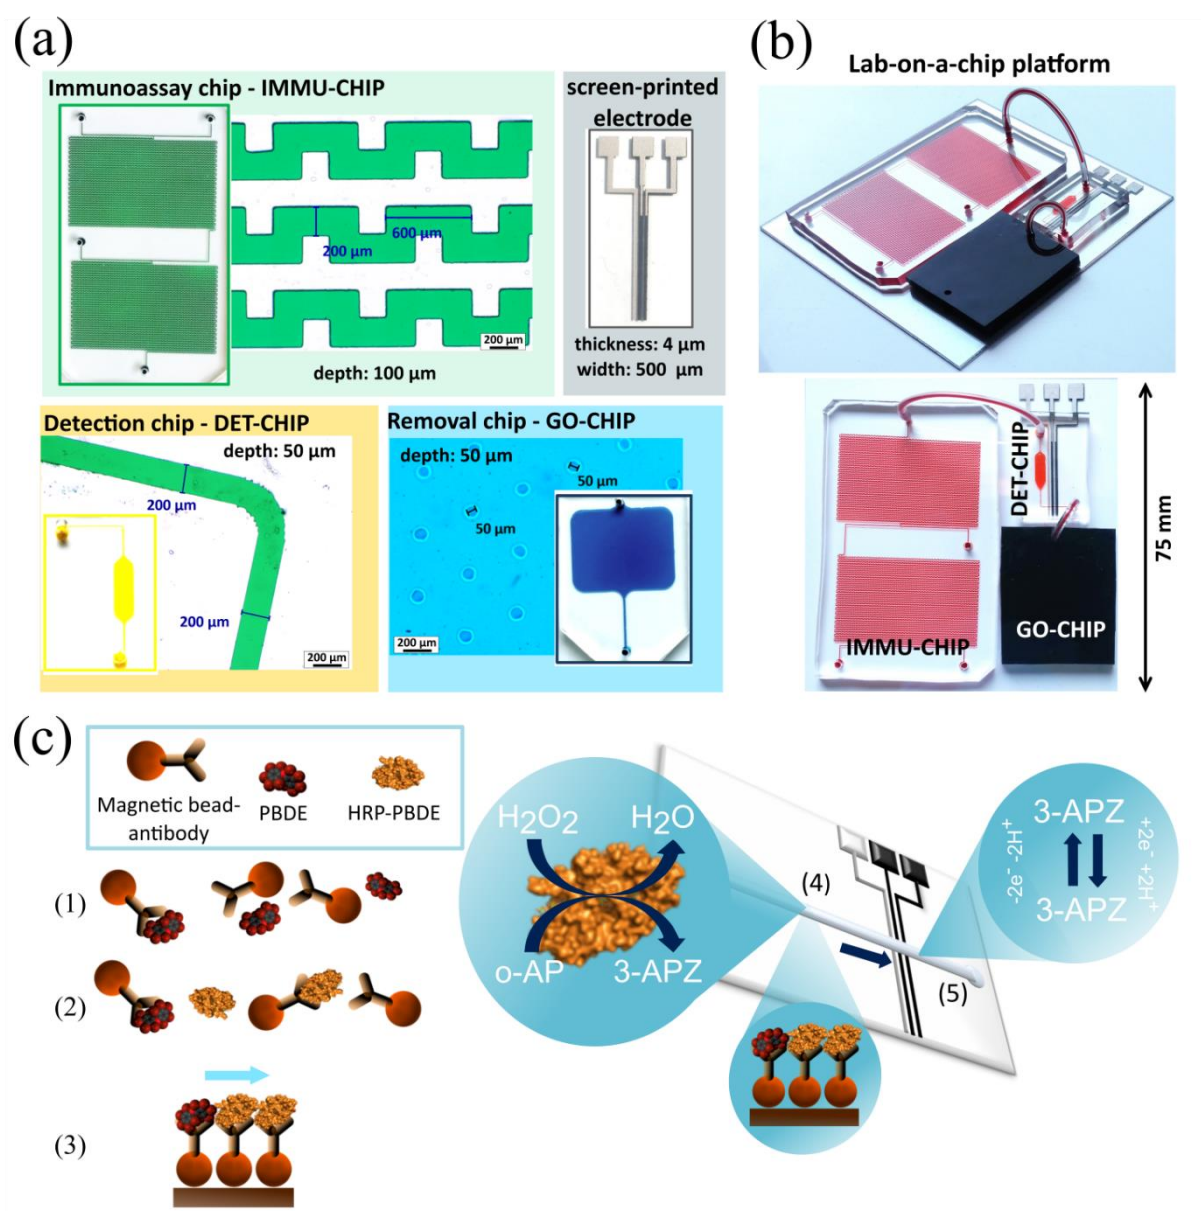 (a)
Immunoassay chip - IMMU-CHIP
200 µm
600 µm
200 µm
depth: 100 µm
screen-printed
electrode
thickness: 4 µm
width: 500 µm
Detection chip - DET-CHIP
depth: 50 µm
200 µm
200 µm
200 µm
Removal chip - GO-CHIP
depth: 50 µm
50 µm
50 µm
200 µm
(b)
Lab-on-a-chip platform
DET-CHIP
IMMU-CHIP
GO-CHIP
75 mm
(c)
Magnetic bead-
antibody
PBDE
HRP-PBDE
(1)
(2)
(3)
H2O2
H2O
o-AP
3-APZ
(4)
(5)
3-APZ
-2e- -2H+
+2e- +2H+
3-APZ